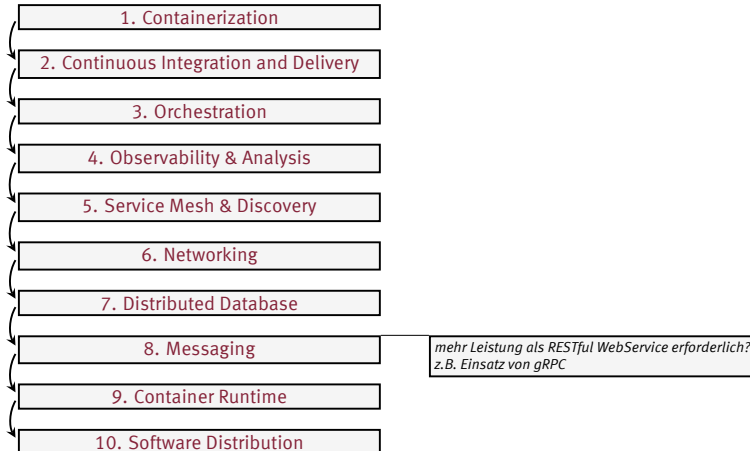 1. Containerization
2. Continuous Integration and Delivery
3. Orchestration
4. Observability & Analysis
5. Service Mesh & Discovery
6. Networking
7. Distributed Database
8. Messaging
mehr Leistung als RESTful WebService erforderlich?
z.B. Einsatz von gRPC
9. Container Runtime
10. Software Distribution